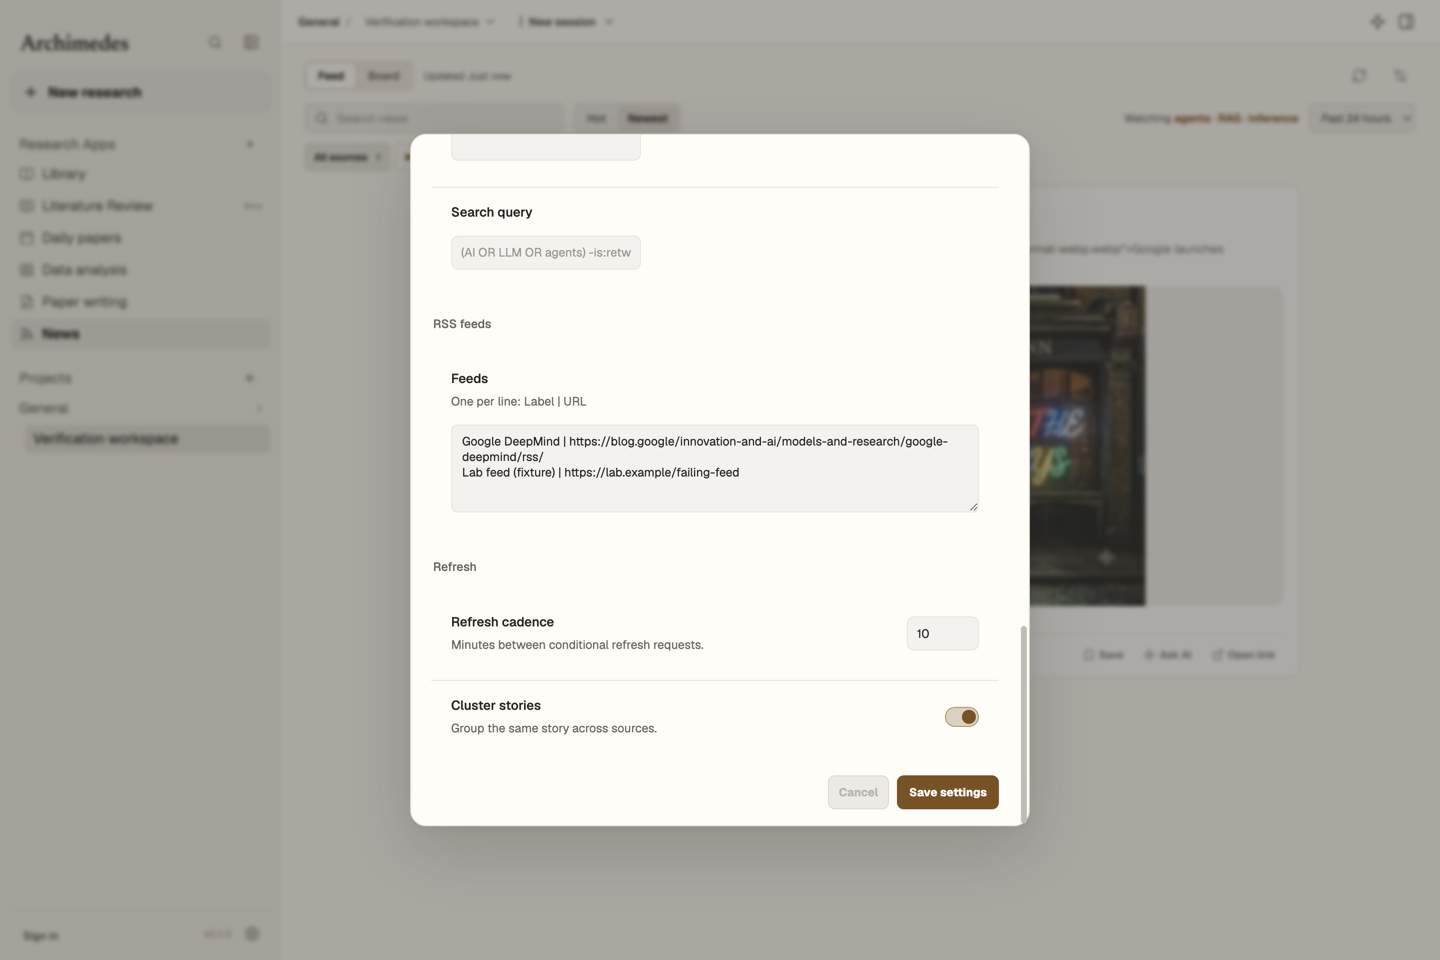 Archimedes
General / Verification workspace
New session
New research
Feed Board Updated Just now
Search news
Hot Newest
Watching agents · RAG · Inference
Past 24 hours
All sources
Research Apps
Library
Literature Review
Daily papers
Data analysis
Paper writing
News
Projects
General
Verification workspace
Search query
(AI OR LLM OR agents) -is:retw
RSS feeds
Feeds
One per line: Label | URL
Google DeepMind | https://blog.google/innovation-and-ai/models-and-research/google-
deepmind/rss/
Lab feed (fixture) | https://lab.example/failing-feed
Refresh
Refresh cadence
Minutes between conditional refresh requests.
10
Cluster stories
Group the same story across sources.
Cancel Save settings
mat-webp.webp">Google launches
THE
Save Ask AI Open link
Sign in